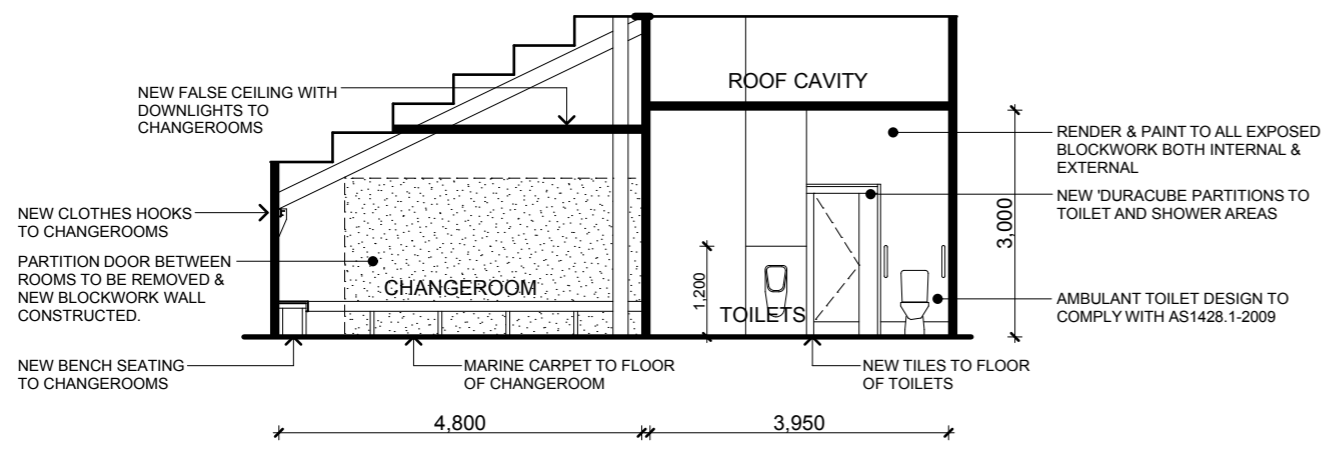 ROOF CAVITY
NEW FALSE CEILING WITH
DOWNLIGHTS TO
CHANGEROOMS
RENDER & PAINT TO ALL EXPOSED
BLOCKWORK BOTH INTERNAL &
EXTERNAL
NEW 'DURACUBE PARTITIONS TO
TOILET AND SHOWER AREAS
NEW CLOTHES HOOKS
TO CHANGEROOMS
3,000
PARTITION DOOR BETWEEN
ROOMS TO BE REMOVED &
NEW BLOCKWORK WALL
CONSTRUCTED.
CHANGEROOM
1,200
TOILETS
AMBULANT TOILET DESIGN TO
COMPLY WITH AS1428.1-2009
NEW BENCH SEATING
TO CHANGEROOMS
MARINE CARPET TO FLOOR
OF CHANGEROOM
NEW TILES TO FLOOR
OF TOILETS
4,800
3,950